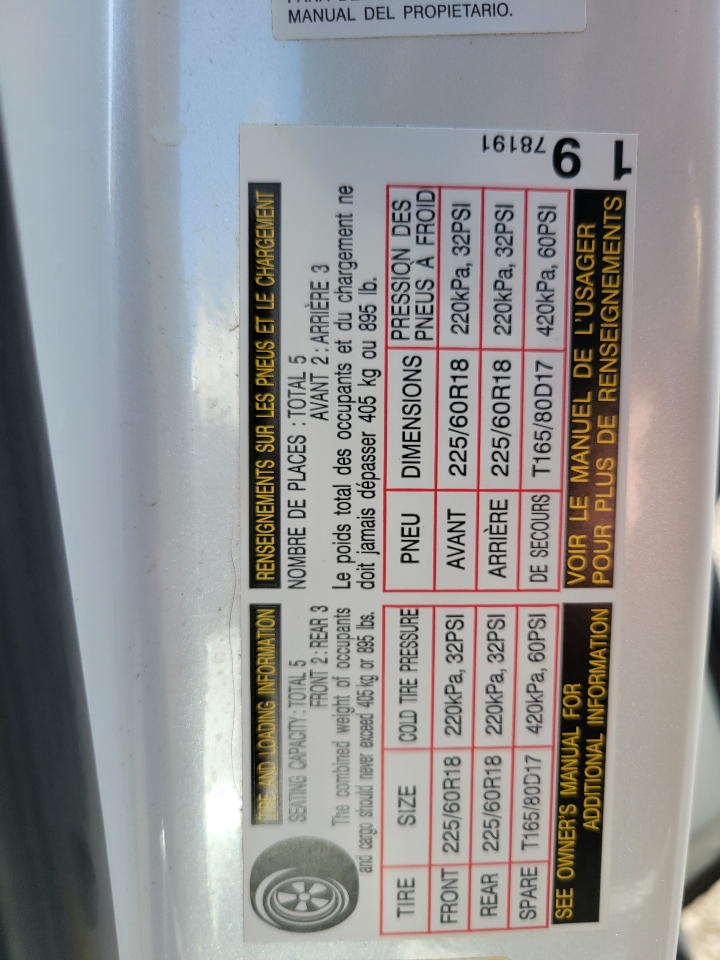 MANUAL DEL PROPIETARIO.
TIRE AND LOADING INFORMATION
SEATING CAPACITY : TOTAL 5
FRONT 2 : REAR 3
The combined weight of occupants
and cargo should never exceed 405 kg or 895 lbs.
TIRE SIZE COLD TIRE PRESSURE
FRONT 225/60R18 220kPa, 32PSI
REAR 225/60R18 220kPa, 32PSI
SPARE T165/80D17 420kPa, 60PSI
SEE OWNER'S MANUAL FOR
ADDITIONAL INFORMATION
RENSEIGNEMENTS SUR LES PNEUS ET LE CHARGEMENT
NOMBRE DE PLACES : TOTAL 5
AVANT 2 : ARRIÈRE 3
Le poids total des occupants et du chargement ne
doit jamais dépasser 405 kg ou 895 lb.
PNEU DIMENSIONS PRESSION DES
PNEUS À FROID
AVANT 225/60R18 220kPa, 32PSI
ARRIÈRE 225/60R18 220kPa, 32PSI
DE SECOURS T165/80D17 420kPa, 60PSI
VOIR LE MANUEL DE L'USAGER
POUR PLUS DE RENSEIGNEMENTS
78191
9
1